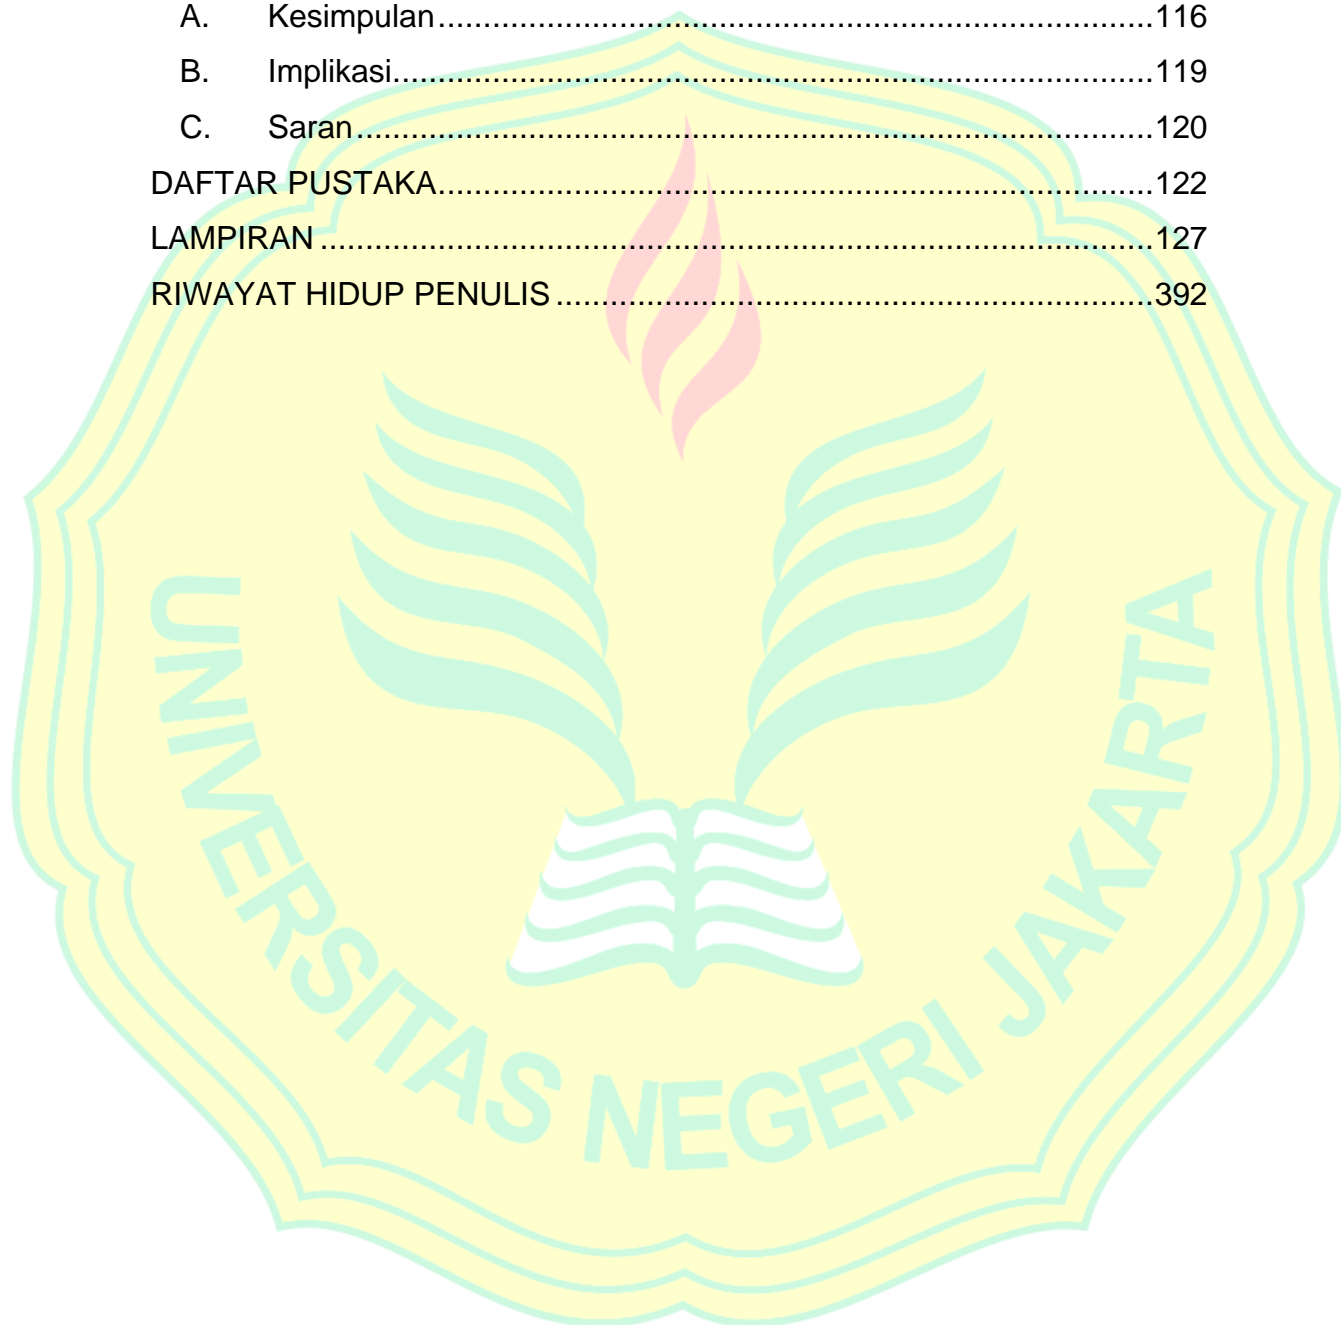 A. Kesimpulan ........................................................................... 116
B. Implikasi ........................................................................... 119
C. Saran ........................................................................... 120
DAFTAR PUSTAKA ........................................................................... 122
LAMPIRAN ........................................................................... 127
RIWAYAT HIDUP PENULIS ........................................................................... 392
UNIVERSITAS NEGERI JAKARTA